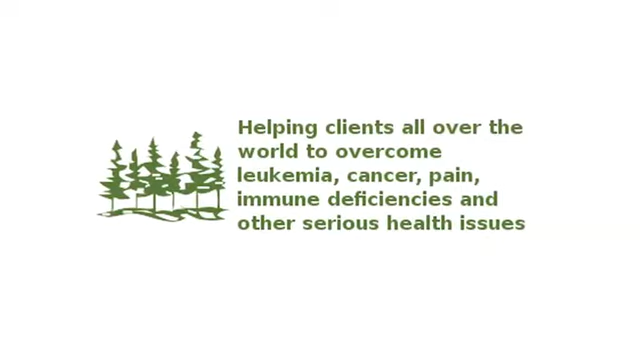 Helping clients all over the
world to overcome
leukemia, cancer, pain,
immune deficiencies and
other serious health issues